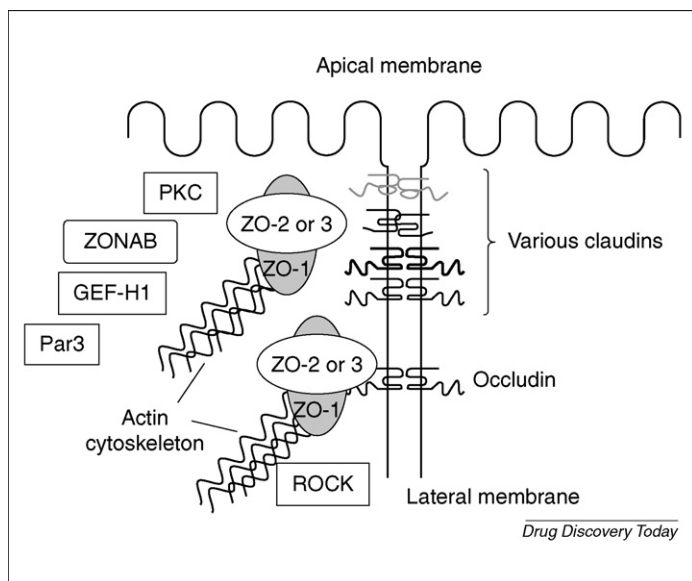 Apical membrane
PKC
ZO-2 or 3
ZONAB
Various claudins
ZO-1
GEF-H1
Par3
ZO-2 or 3
Occludin
Actin
cytoskeleton
ZO-1
ROCK
Lateral membrane
Drug Discovery Today